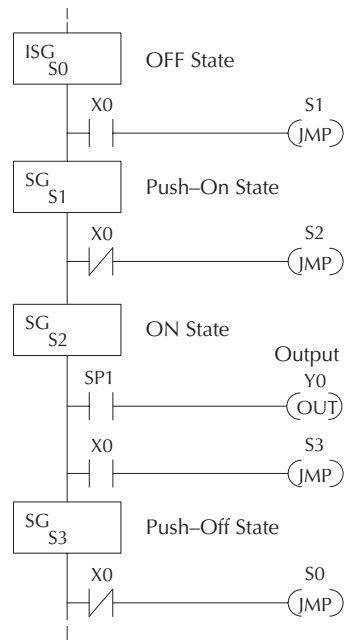 ISG
S0
OFF State
X0
S1
JMP
SG
S1
Push–On State
X0
S2
JMP
SG
S2
ON State
Output
SP1
Y0
OUT
X0
S3
JMP
SG
S3
Push–Off State
X0
S0
JMP